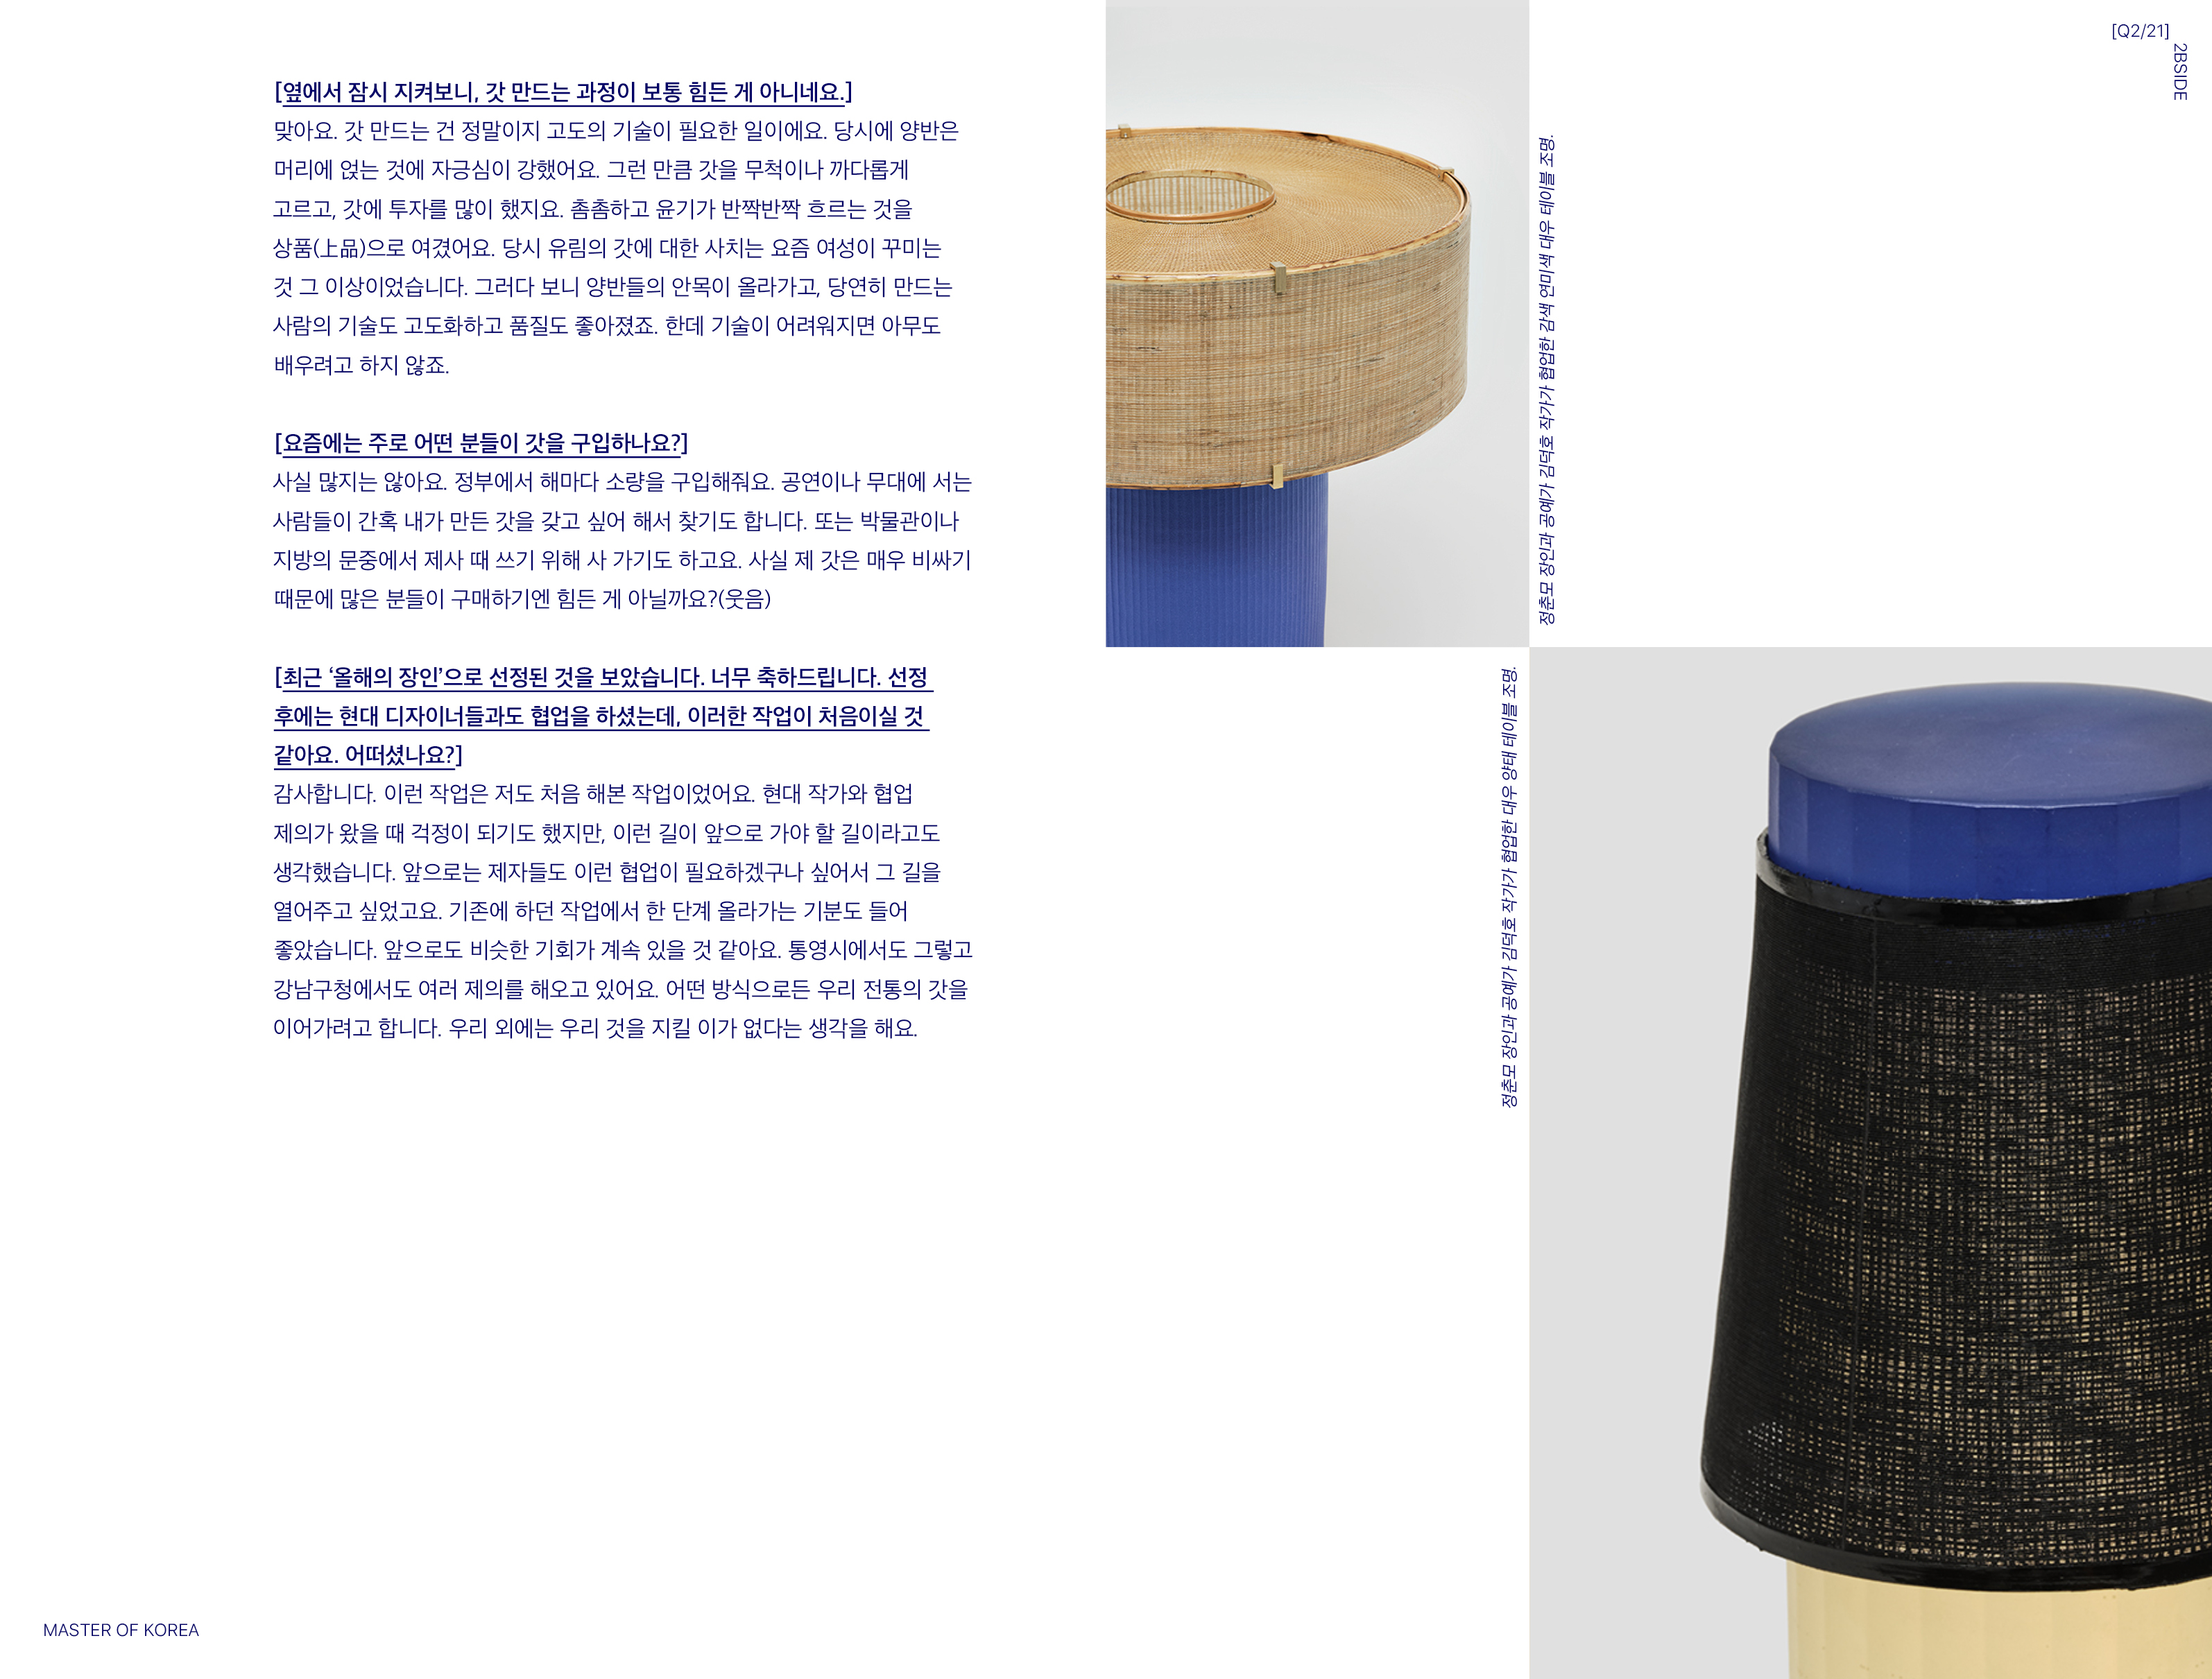 [Q2/21]
2BSIDE
[옆에서 잠시 지켜보니, 갓 만드는 과정이 보통 힘든 게 아니네요.]
맞아요. 갓 만드는 건 정말이지 고도의 기술이 필요한 일이에요. 당시에 양반은
머리에 얹는 것에 자긍심이 강했어요. 그런 만큼 갓을 무척이나 까다롭게
고르고, 갓에 투자를 많이 했지요. 촘촘하고 윤기가 반짝반짝 흐르는 것을
상품(上品)으로 여겼어요. 당시 유림의 갓에 대한 사치는 요즘 여성이 꾸미는
것 그 이상이었습니다. 그러다 보니 양반들의 안목이 올라가고, 당연히 만드는
사람의 기술도 고도화하고 품질도 좋아졌죠. 한데 기술이 어려워지면 아무도
배우려고 하지 않죠.
[요즘에는 주로 어떤 분들이 갓을 구입하나요?]
사실 많지는 않아요. 정부에서 해마다 소량을 구입해줘요. 공연이나 무대에 서는
사람들이 간혹 내가 만든 갓을 갖고 싶어 해서 찾기도 합니다. 또는 박물관이나
지방의 문중에서 제사 때 쓰기 위해 사 가기도 하고요. 사실 제 갓은 매우 비싸기
때문에 많은 분들이 구매하기엔 힘든 게 아닐까요?(웃음)
[최근 ‘올해의 장인’으로 선정된 것을 보았습니다. 너무 축하드립니다. 선정
후에는 현대 디자이너들과도 협업을 하셨는데, 이러한 작업이 처음이실 것
같아요. 어떠셨나요?]
감사합니다. 이런 작업은 저도 처음 해본 작업이었어요. 현대 작가와 협업
제의가 왔을 때 걱정이 되기도 했지만, 이런 길이 앞으로 가야 할 길이라고도
생각했습니다. 앞으로는 제자들도 이런 협업이 필요하겠구나 싶어서 그 길을
열어주고 싶었고요. 기존에 하던 작업에서 한 단계 올라가는 기분도 들어
좋았습니다. 앞으로도 비슷한 기회가 계속 있을 것 같아요. 통영시에서도 그렇고
강남구청에서도 여러 제의를 해오고 있어요. 어떤 방식으로든 우리 전통의 갓을
이어가려고 합니다. 우리 외에는 우리 것을 지킬 이가 없다는 생각을 해요.
정춘모 장인과 공예가 김덕호 작가가 협업한 감색 연미색 대우 테이블 조명.
정춘모 장인과 공예가 김덕호 작가가 협업한 대우 양태 테이블 조명.
MASTER OF KOREA